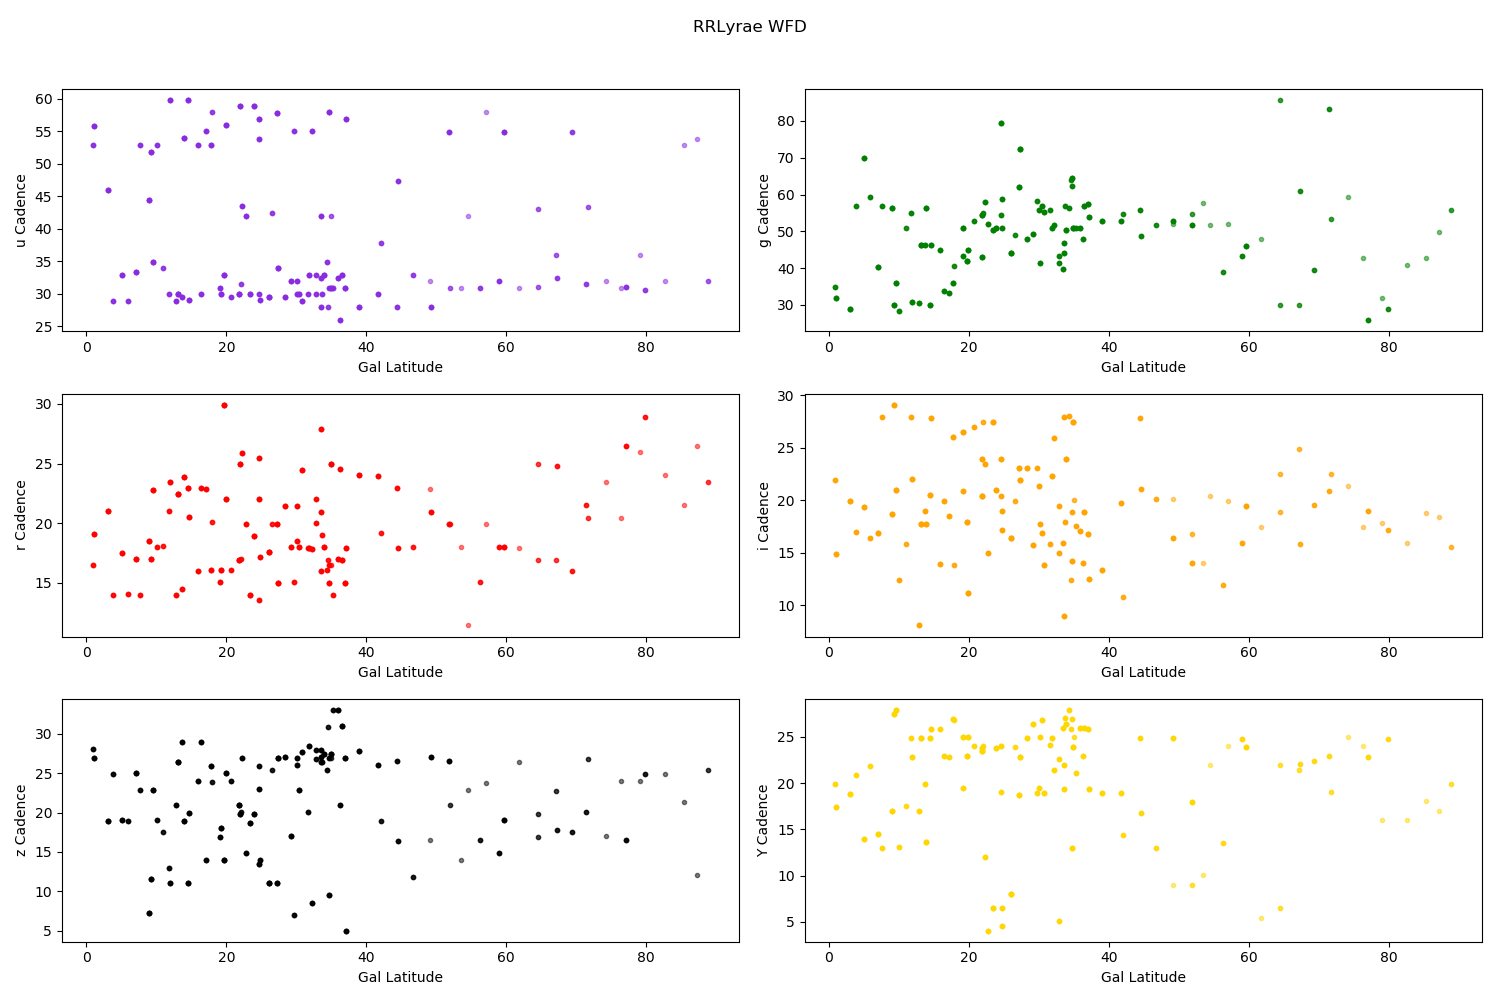 RRLyrae WFD
60
55
50
45
40
35
30
25
u Cadence
0 20 40 60 80
Gal Latitude
80
70
60
50
40
30
g Cadence
0 20 40 60 80
Gal Latitude
30
25
20
15
r Cadence
0 20 40 60 80
Gal Latitude
30
25
20
15
10
i Cadence
0 20 40 60 80
Gal Latitude
30
25
20
15
10
5
z Cadence
0 20 40 60 80
Gal Latitude
25
20
15
10
5
Y Cadence
0 20 40 60 80
Gal Latitude